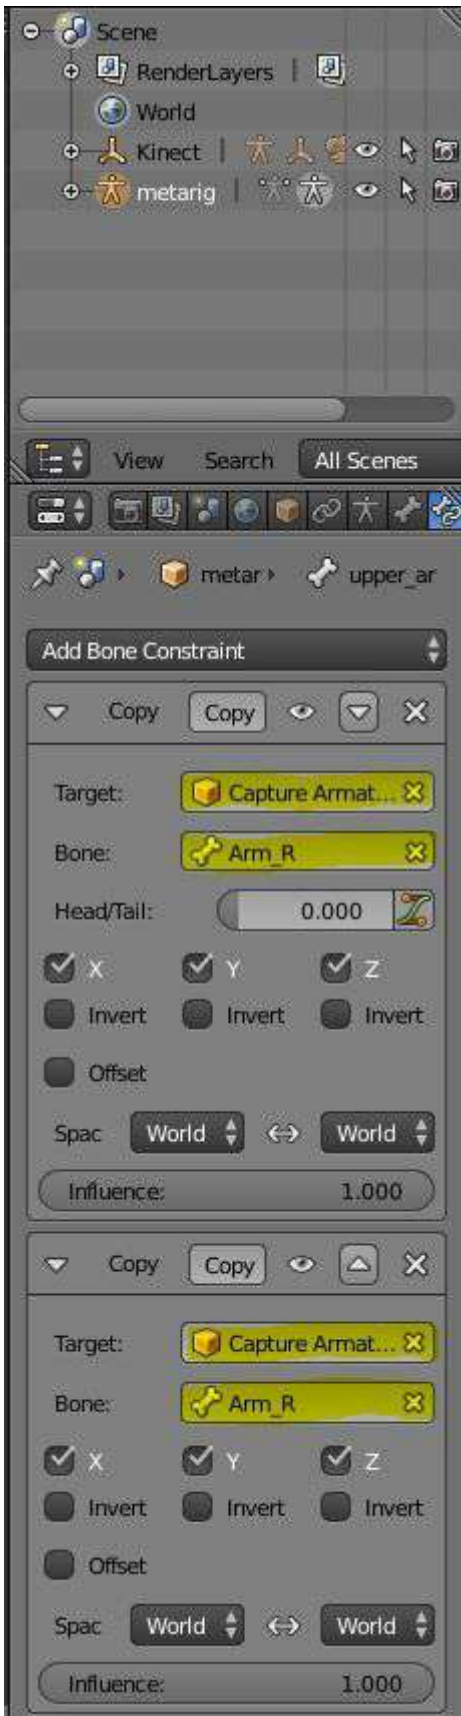 Scene
RenderLayers |
World
Kinect |
metarig |
View Search All Scenes
metar upper_ar
Add Bone Constraint
Copy Copy
Target: Capture Armat...
Bone: Arm_R
Head/Tail: 0.000
X Y Z
Invert Invert Invert
Offset
Spac World World
Influence: 1.000
Copy Copy
Target: Capture Armat...
Bone: Arm_R
X Y Z
Invert Invert Invert
Offset
Spac World World
Influence: 1.000